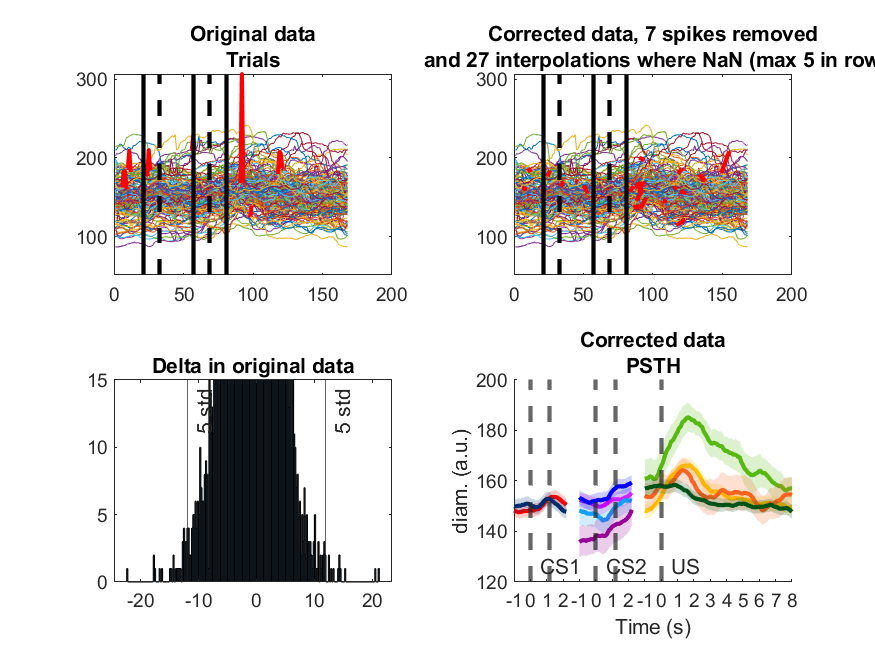 Original data
Trials
300
200
100
0 50 100 150 200
Corrected data, 7 spikes removed
and 27 interpolations where NaN (max 5 in row
300
200
100
0 50 100 150 200
Delta in original data
15
10
5
0
5 std
5 std
-20 -10 0 10 20
Corrected data
PSTH
200
180
160
140
120
diam. (a.u.)
CS1 CS2 US
-1 0 1 2 -1 0 1 2 -1 0 1 2 3 4 5 6 7 8
Time (s)